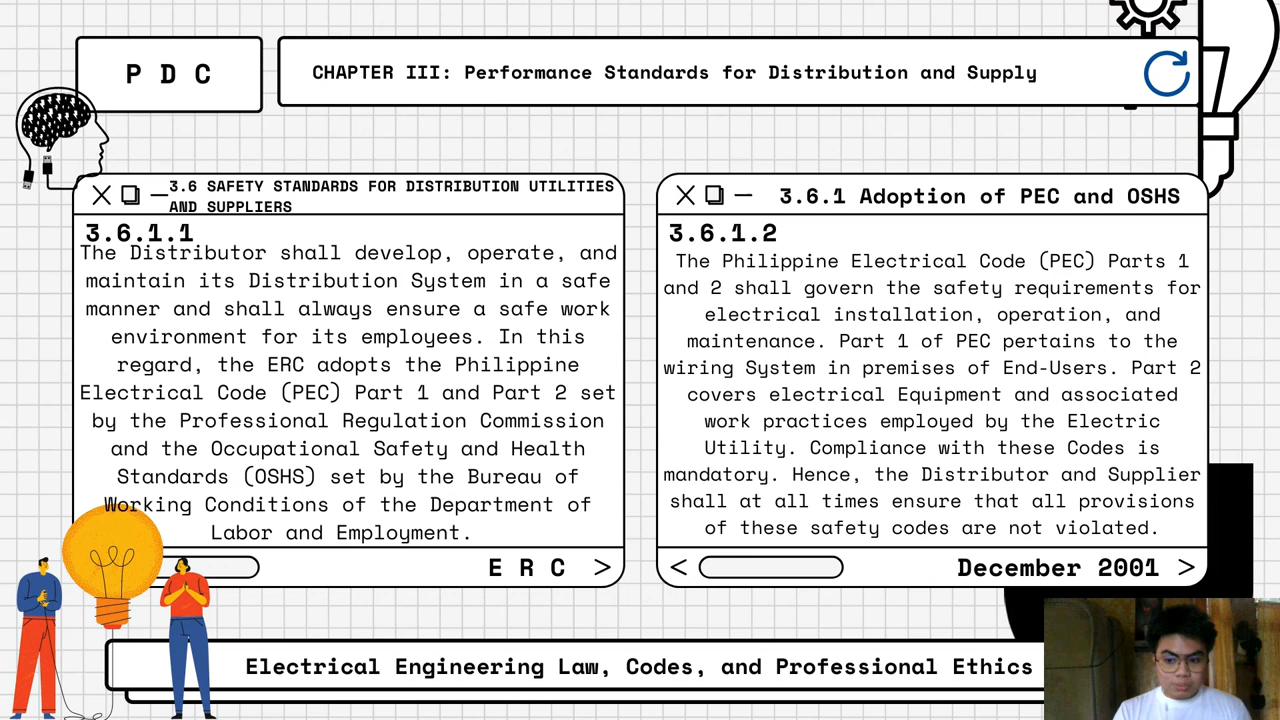 P D C
CHAPTER III: Performance Standards for Distribution and Supply
3.6 SAFETY STANDARDS FOR DISTRIBUTION UTILITIES
AND SUPPLIERS
3.6.1.1
The Distributor shall develop, operate, and
maintain its Distribution System in a safe
manner and shall always ensure a safe work
environment for its employees. In this
regard, the ERC adopts the Philippine
Electrical Code (PEC) Part 1 and Part 2 set
by the Professional Regulation Commission
and the Occupational Safety and Health
Standards (OSHS) set by the Bureau of
Working Conditions of the Department of
Labor and Employment.
E R C >
3.6.1 Adoption of PEC and OSHS
3.6.1.2
The Philippine Electrical Code (PEC) Parts 1
and 2 shall govern the safety requirements for
electrical installation, operation, and
maintenance. Part 1 of PEC pertains to the
wiring System in premises of End-Users. Part 2
covers electrical Equipment and associated
work practices employed by the Electric
Utility. Compliance with these Codes is
mandatory. Hence, the Distributor and Supplier
shall at all times ensure that all provisions
of these safety codes are not violated.
< December 2001 >
Electrical Engineering Law, Codes, and Professional Ethics